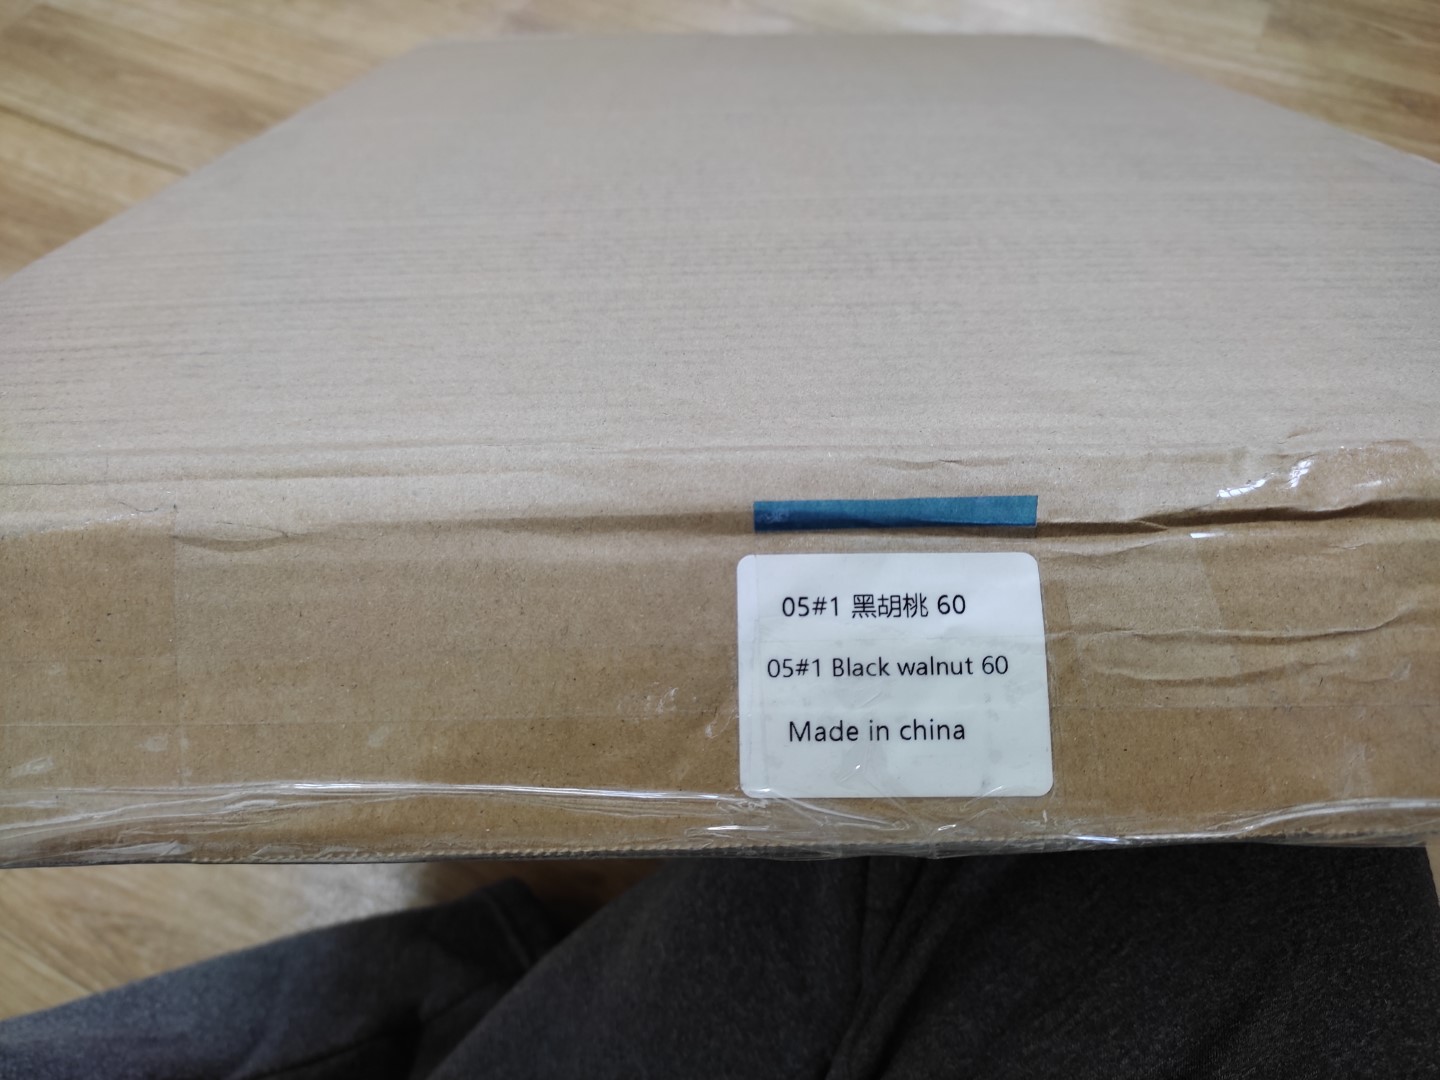 05#1 黑胡桃 60
05#1 Black walnut 60
Made in china